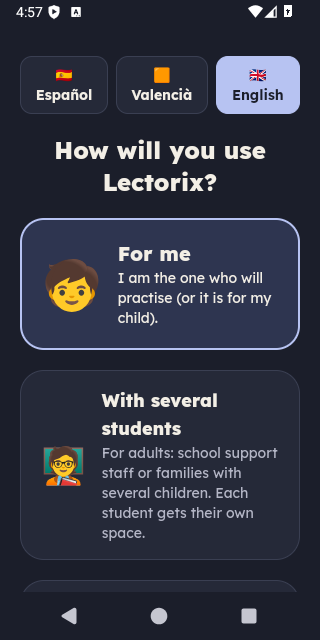 4:57
Español
Valencià
English
How will you use
Lectorix?
For me
I am the one who will
practise (or it is for my
child).
With several
students
For adults: school support
staff or families with
several children. Each
student gets their own
space.